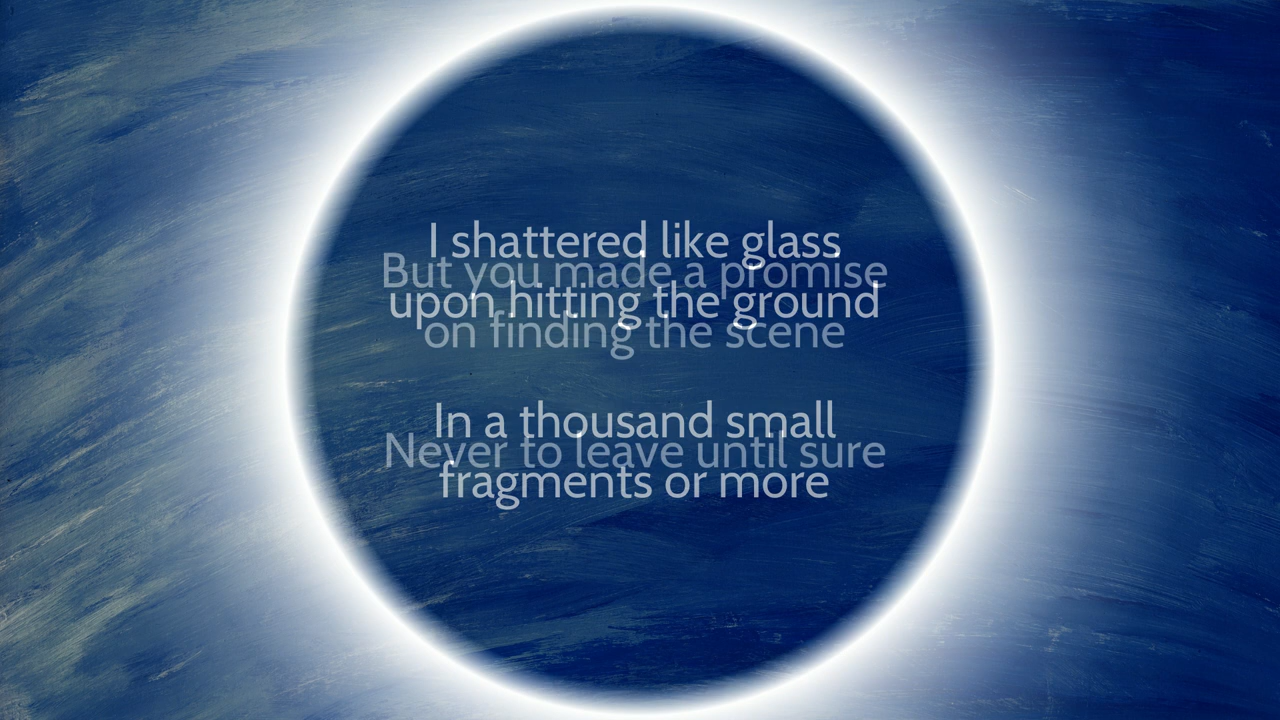 I shattered like glass
But you made a promise
upon hitting the ground
on finding the scene
In a thousand small
Never to leave until sure
fragments or more